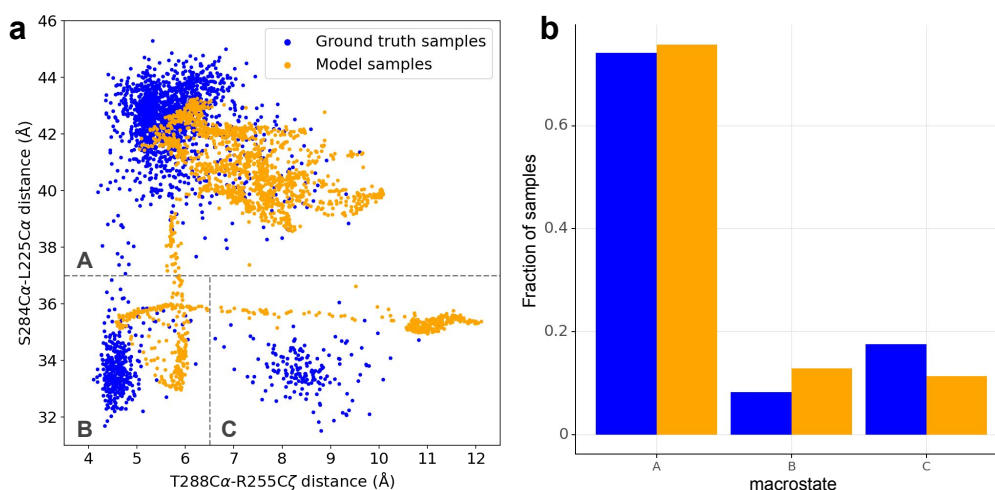 a
S284Cα-L225Cα distance (Å)
46
44
42
40
38
36
34
32
Ground truth samples
Model samples
A
B
C
4 5 6 7 8 9 10 11 12
T288Cα-R255Cζ distance (Å)
b
Fraction of samples
0.6
0.4
0.2
0
A B C
macrostate